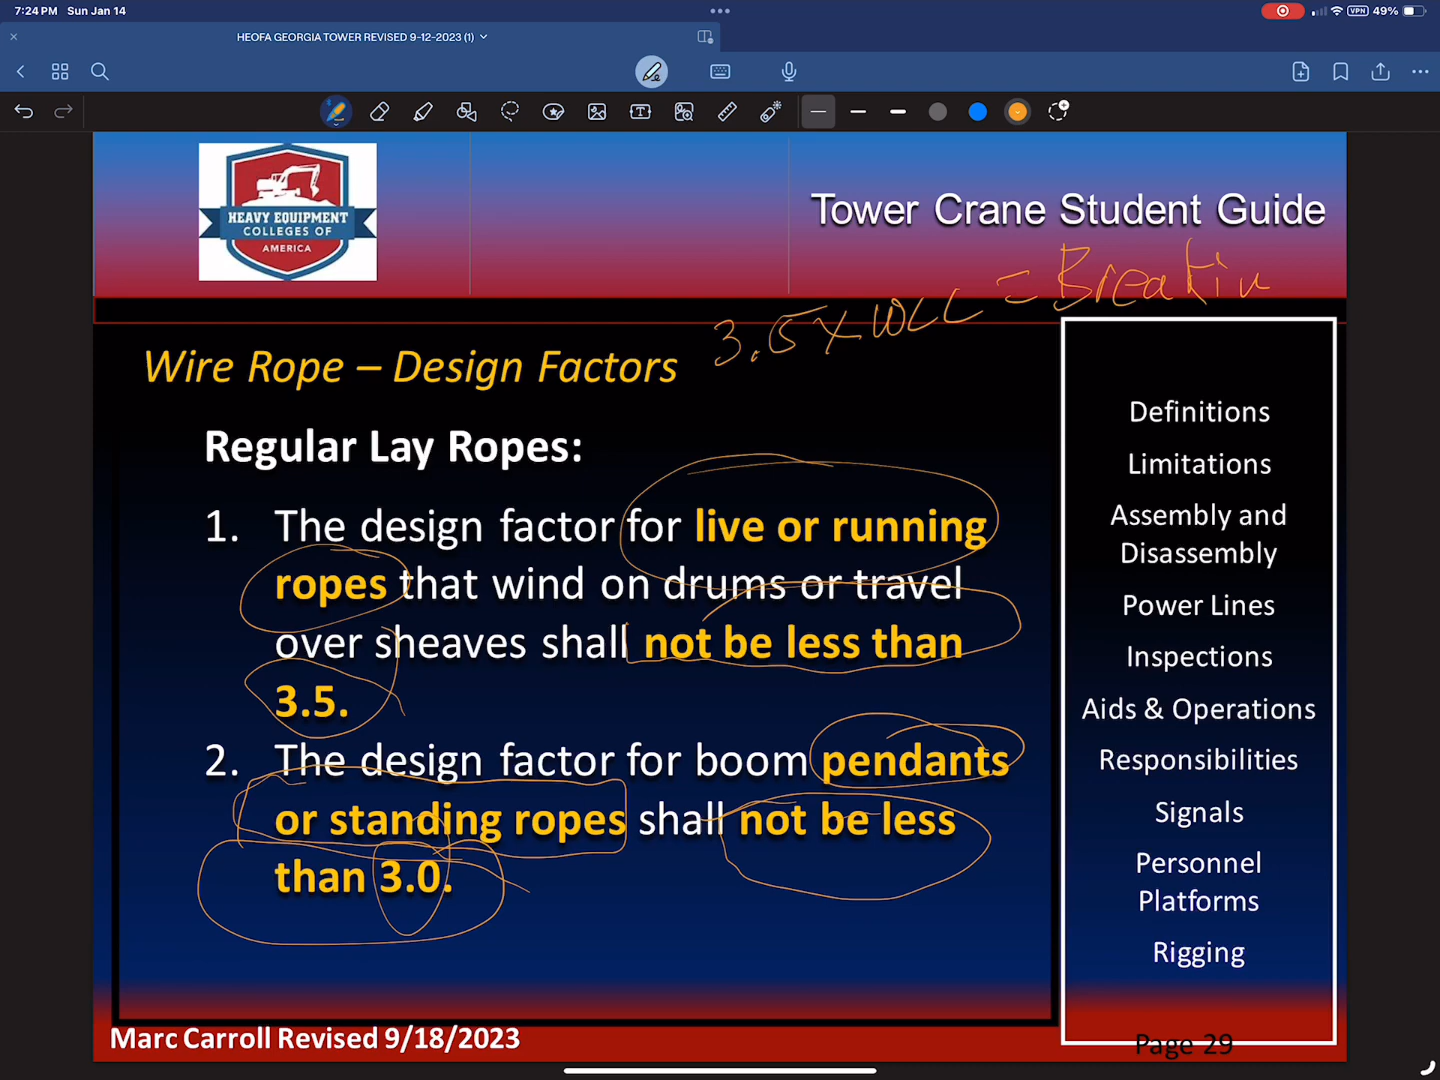 7:24 PM Sun Jan 14
VPN 49%
HEOFA GEORGIA TOWER REVISED 9-12-2023 (1)
HEAVY EQUIPMENT
COLLEGES OF
AMERICA
Tower Crane Student Guide
3.5 X WLL = Breakin
Wire Rope – Design Factors
Regular Lay Ropes:
1. The design factor for live or running
ropes that wind on drums or travel
over sheaves shall not be less than
3.5.
2. The design factor for boom pendants
or standing ropes shall not be less
than 3.0.
Definitions
Limitations
Assembly and
Disassembly
Power Lines
Inspections
Aids & Operations
Responsibilities
Signals
Personnel
Platforms
Rigging
Marc Carroll Revised 9/18/2023
Page 29